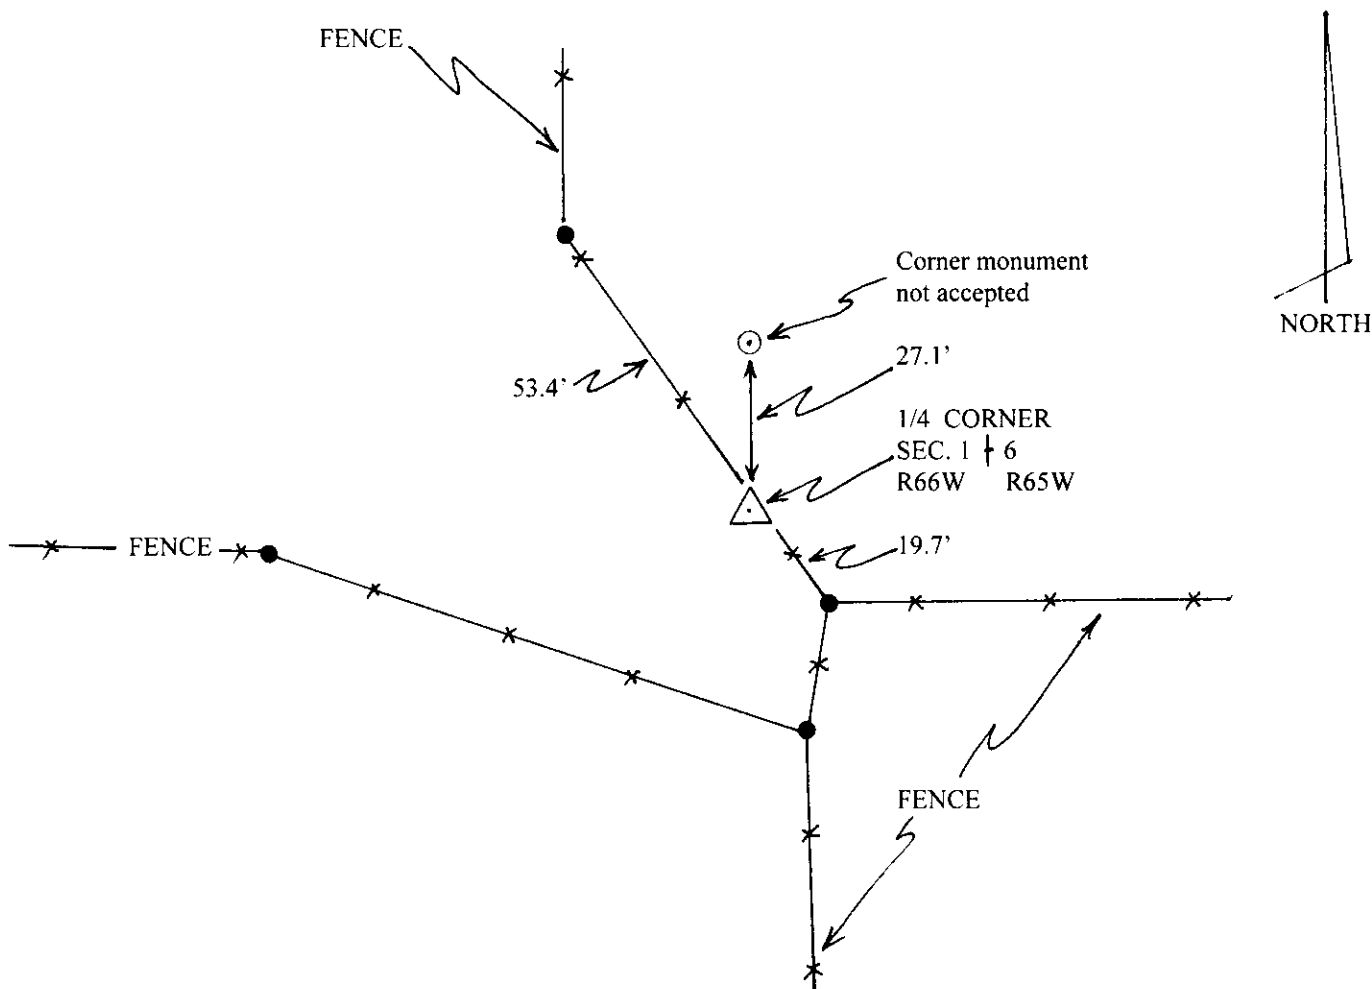 FENCE
Corner monument
not accepted
NORTH
27.1'
53.4'
1/4 CORNER
SEC. 1 6
R66W R65W
FENCE
19.7'
FENCE